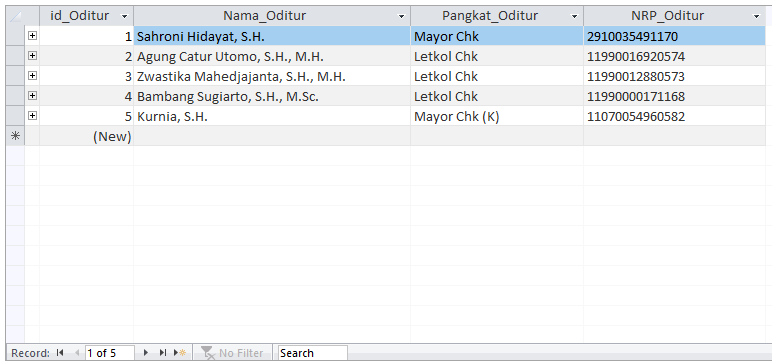 id_Oditur Nama_Oditur Pangkat_Oditur NRP_Oditur
1 Sahroni Hidayat, S.H. Mayor Chk 2910035491170
2 Agung Catur Utomo, S.H., M.H. Letkol Chk 11990016920574
3 Zwastika Mahedjajanta, S.H., M.H. Letkol Chk 11990012880573
4 Bambang Sugiarto, S.H., M.Sc. Letkol Chk 11990000171168
5 Kurnia, S.H. Mayor Chk (K) 11070054960582
(New)
Record: 1 of 5 No Filter Search